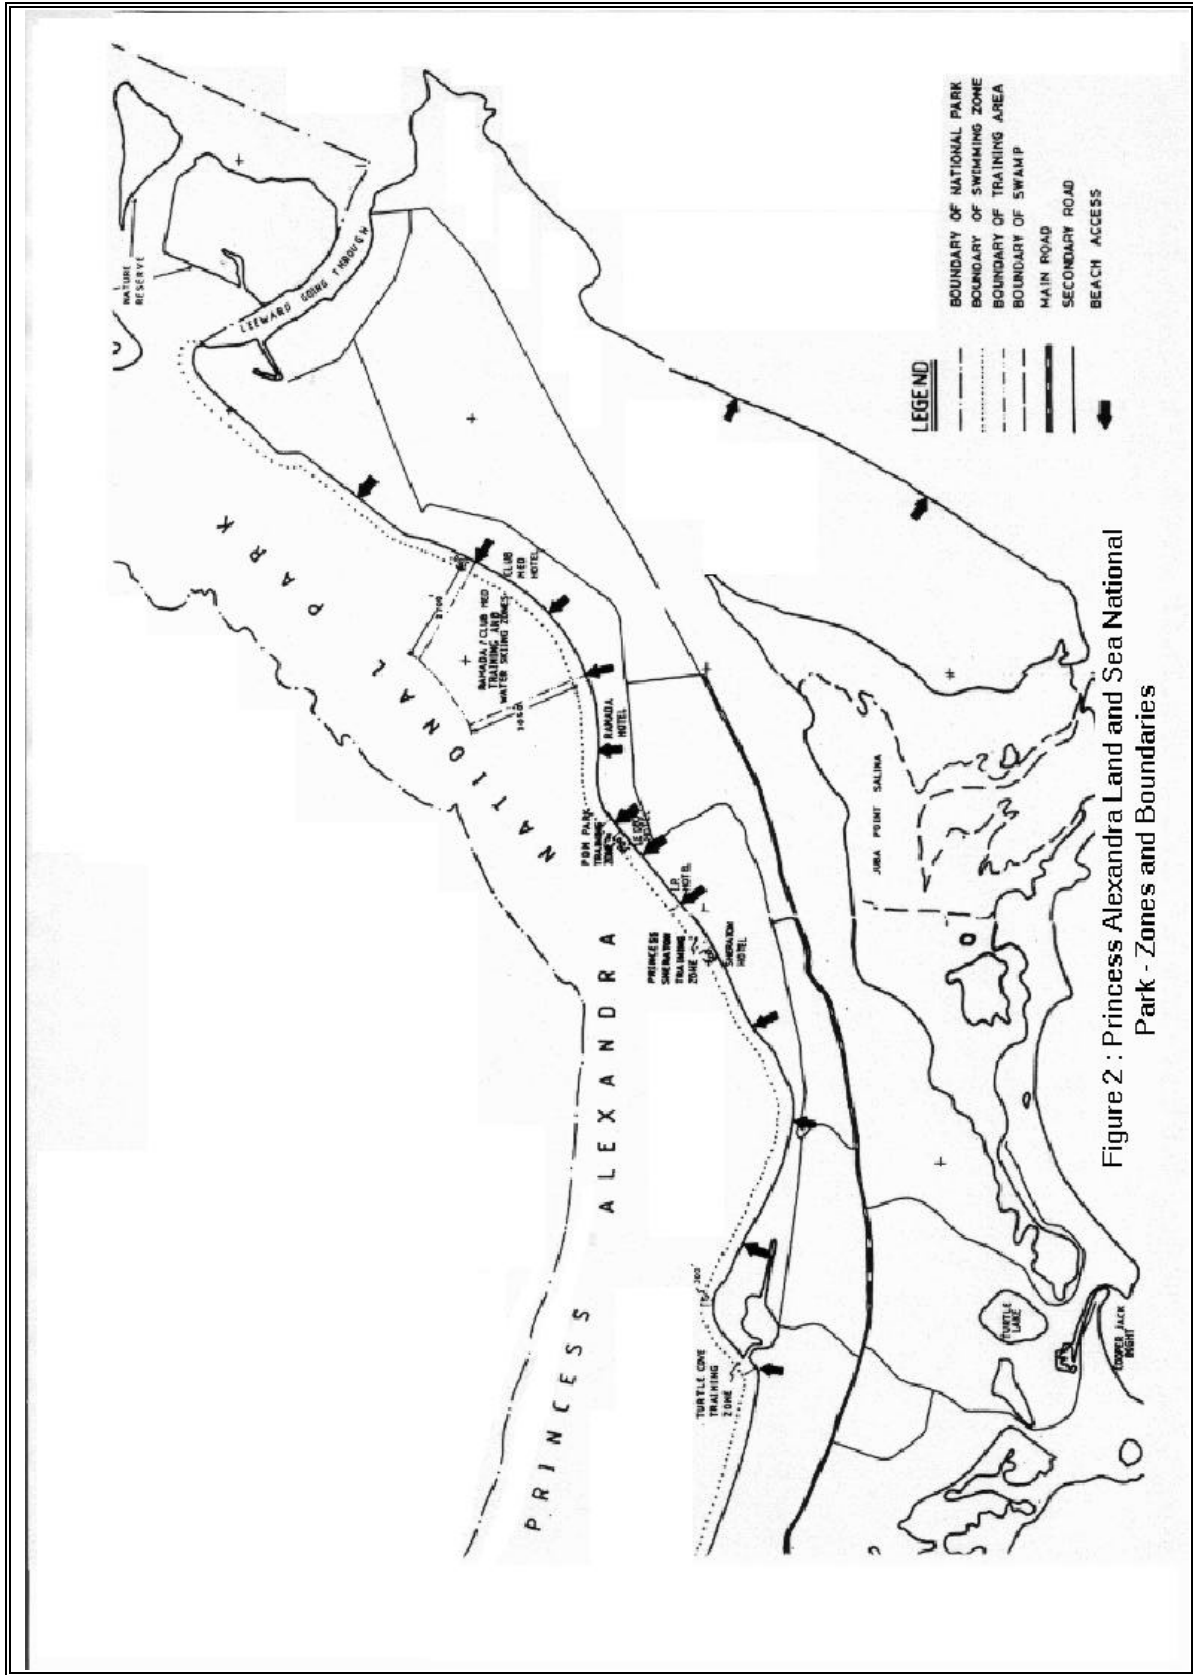 NATURE
RESERVE
LEEWARD GOING THROUGH
PRINCESS ALEXANDRA NATIONAL PARK
2700'
CLUB
MED
HOTEL
RAMADA / CLUB MED
TRAINING AND
WATER SKIING ZONES
RAMADA
HOTEL
PDM PARK
TRAINING
ZONE
HOTEL
HOTEL
PRINCESS
SHERATON
TRAINING
ZONE
SHERATON
HOTEL
300'
TURTLE COVE
TRAINING
ZONE
JUBA POINT SALINA
TURTLE
LAKE
COOPER JACK
BIGHT
LEGEND
BOUNDARY OF NATIONAL PARK
BOUNDARY OF SWIMMING ZONE
BOUNDARY OF TRAINING AREA
BOUNDARY OF SWAMP
MAIN ROAD
SECONDARY ROAD
BEACH ACCESS
Figure 2 : Princess Alexandra Land and Sea National
Park - Zones and Boundaries